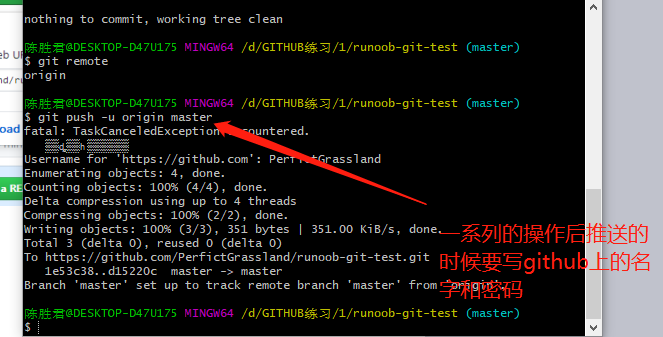 nothing to commit, working tree clean
陈胜君@DESKTOP-D47U175 MINGW64 /d/GITHUB练习/1/runoob-git-test (master)
$ git remote
origin
陈胜君@DESKTOP-D47U175 MINGW64 /d/GITHUB练习/1/runoob-git-test (master)
$ git push -u origin master
fatal: TaskCanceledException encountered.
Username for 'https://github.com': PerfictGrassland
Enumerating objects: 4, done.
Counting objects: 100% (4/4), done.
Delta compression using up to 4 threads
Compressing objects: 100% (2/2), done.
Writing objects: 100% (3/3), 351 bytes | 351.00 KiB/s, done.
Total 3 (delta 0), reused 0 (delta 0)
To https://github.com/PerfictGrassland/runoob-git-test.git
1e53c38..d15220c master -> master
Branch 'master' set up to track remote branch 'master' from 'origin'.
陈胜君@DESKTOP-D47U175 MINGW64 /d/GITHUB练习/1/runoob-git-test (master)
$
一系列的操作后推送的
时候要写github上的名
字和密码
eb U
nd/r
load
a RE